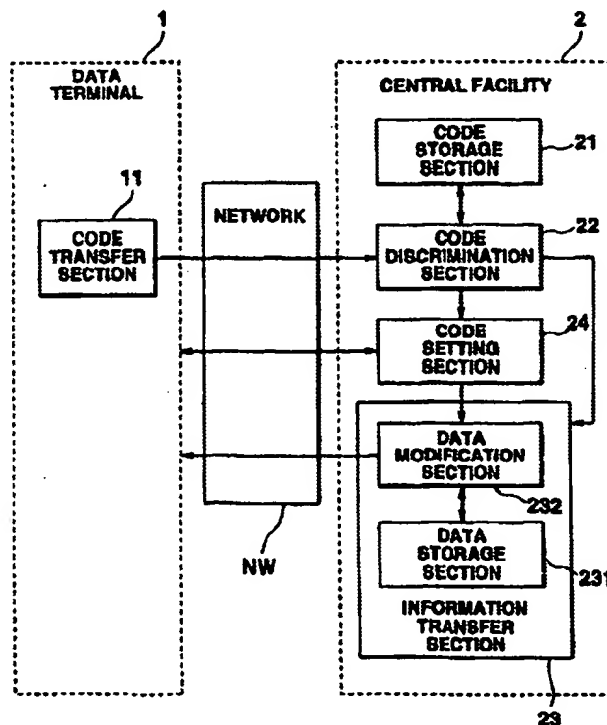 1
2
DATA
TERMINAL
CENTRAL FACILITY
CODE
STORAGE
SECTION
21
11
NETWORK
CODE
TRANSFER
SECTION
22
CODE
DISCRIMINATION
SECTION
24
CODE
SETTING
SECTION
DATA
MODIFICATION
SECTION
232
NW
DATA
STORAGE
SECTION
231
INFORMATION
TRANSFER
SECTION
23